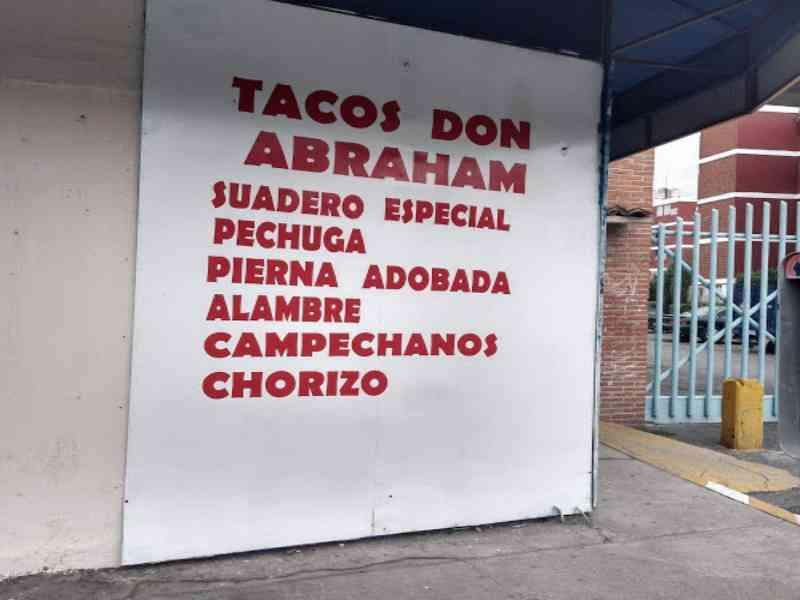 TACOS DON
ABRAHAM
SUADERO ESPECIAL
PECHUGA
PIERNA ADOBADA
ALAMBRE
CAMPECHANOS
CHORIZO